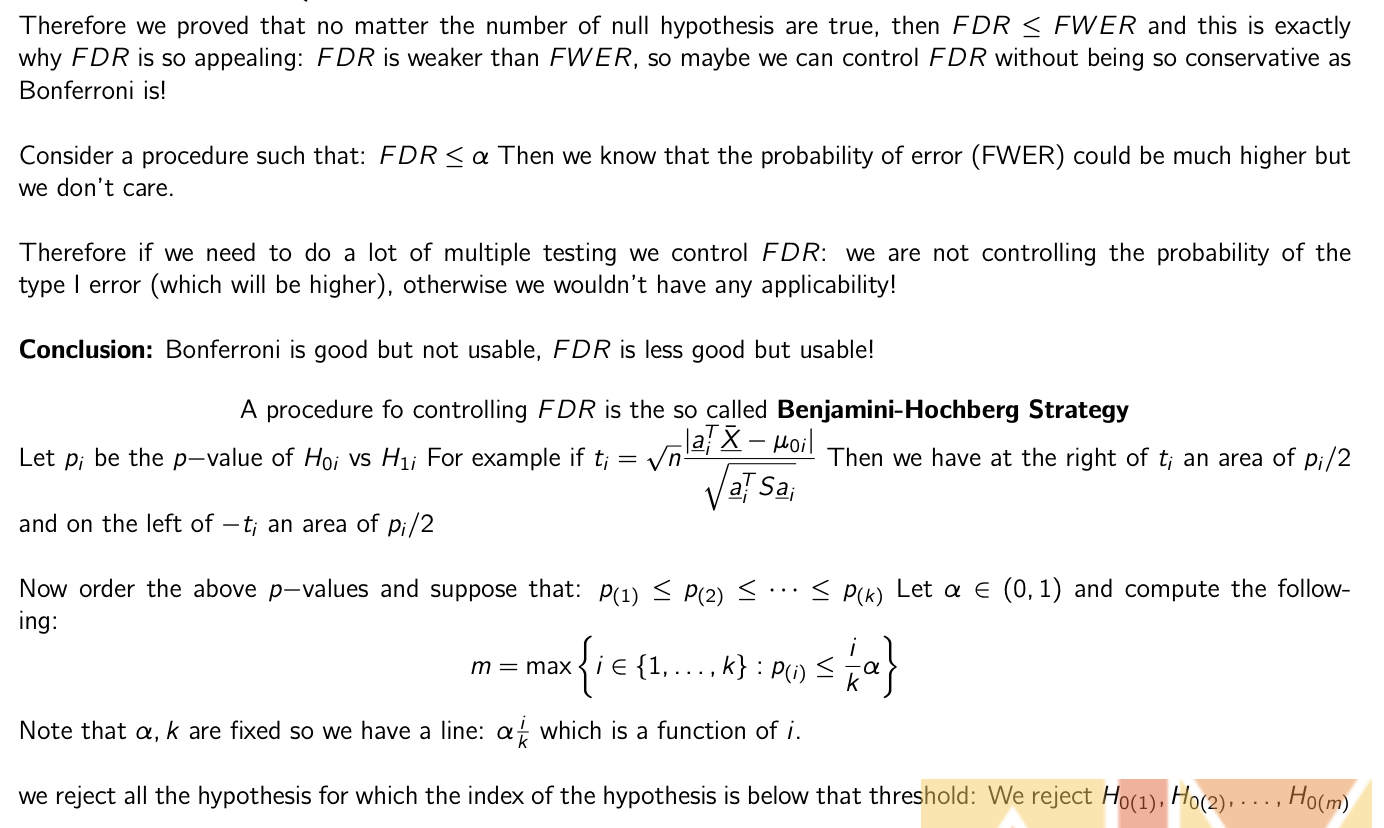 Therefore we proved that no matter the number of null hypothesis are true, then FDR ≤ FWER and this is exactly
why FDR is so appealing: FDR is weaker than FWER, so maybe we can control FDR without being so conservative as
Bonferroni is!
Consider a procedure such that: FDR ≤ α Then we know that the probability of error (FWER) could be much higher but
we don't care.
Therefore if we need to do a lot of multiple testing we control FDR: we are not controlling the probability of the
type I error (which will be higher), otherwise we wouldn't have any applicability!
Conclusion: Bonferroni is good but not usable, FDR is less good but usable!
A procedure fo controlling FDR is the so called Benjamini-Hochberg Strategy
Let p_i be the p−value of H_{0i} vs H_{1i} For example if t_i = √n \frac{|a_i^T X̄ − μ_{0i}|}{\sqrt{a_i^T S a_i}} Then we have at the right of t_i an area of p_i/2
and on the left of −t_i an area of p_i/2
Now order the above p−values and suppose that: p_{(1)} ≤ p_{(2)} ≤ ··· ≤ p_{(k)} Let α ∈ (0, 1) and compute the follow-
ing:
m = max { i ∈ {1, . . . , k} : p_{(i)} ≤ \frac{i}{k} α }
Note that α, k are fixed so we have a line: α \frac{i}{k} which is a function of i.
we reject all the hypothesis for which the index of the hypothesis is below that threshold: We reject H_{0(1)}, H_{0(2)}, . . . , H_{0(m)}